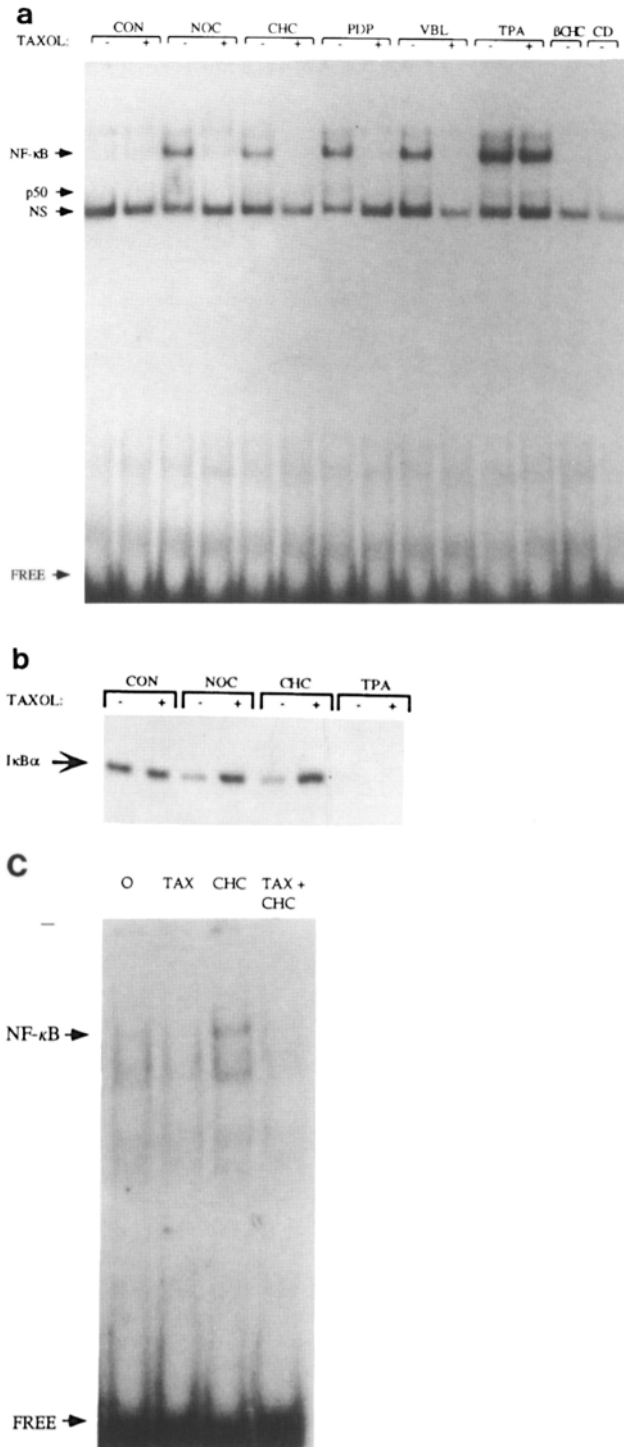 a
CON NOC CHC PDP VBL TPA βCHC CD
TAXOL: - + - + - + - + - + - + - -
NF-κB
p50
NS
FREE
b
CON NOC CHC TPA
TAXOL: - + - + - + - +
IκBα
c
O TAX CHC TAX +
CHC
NF-κB
FREE